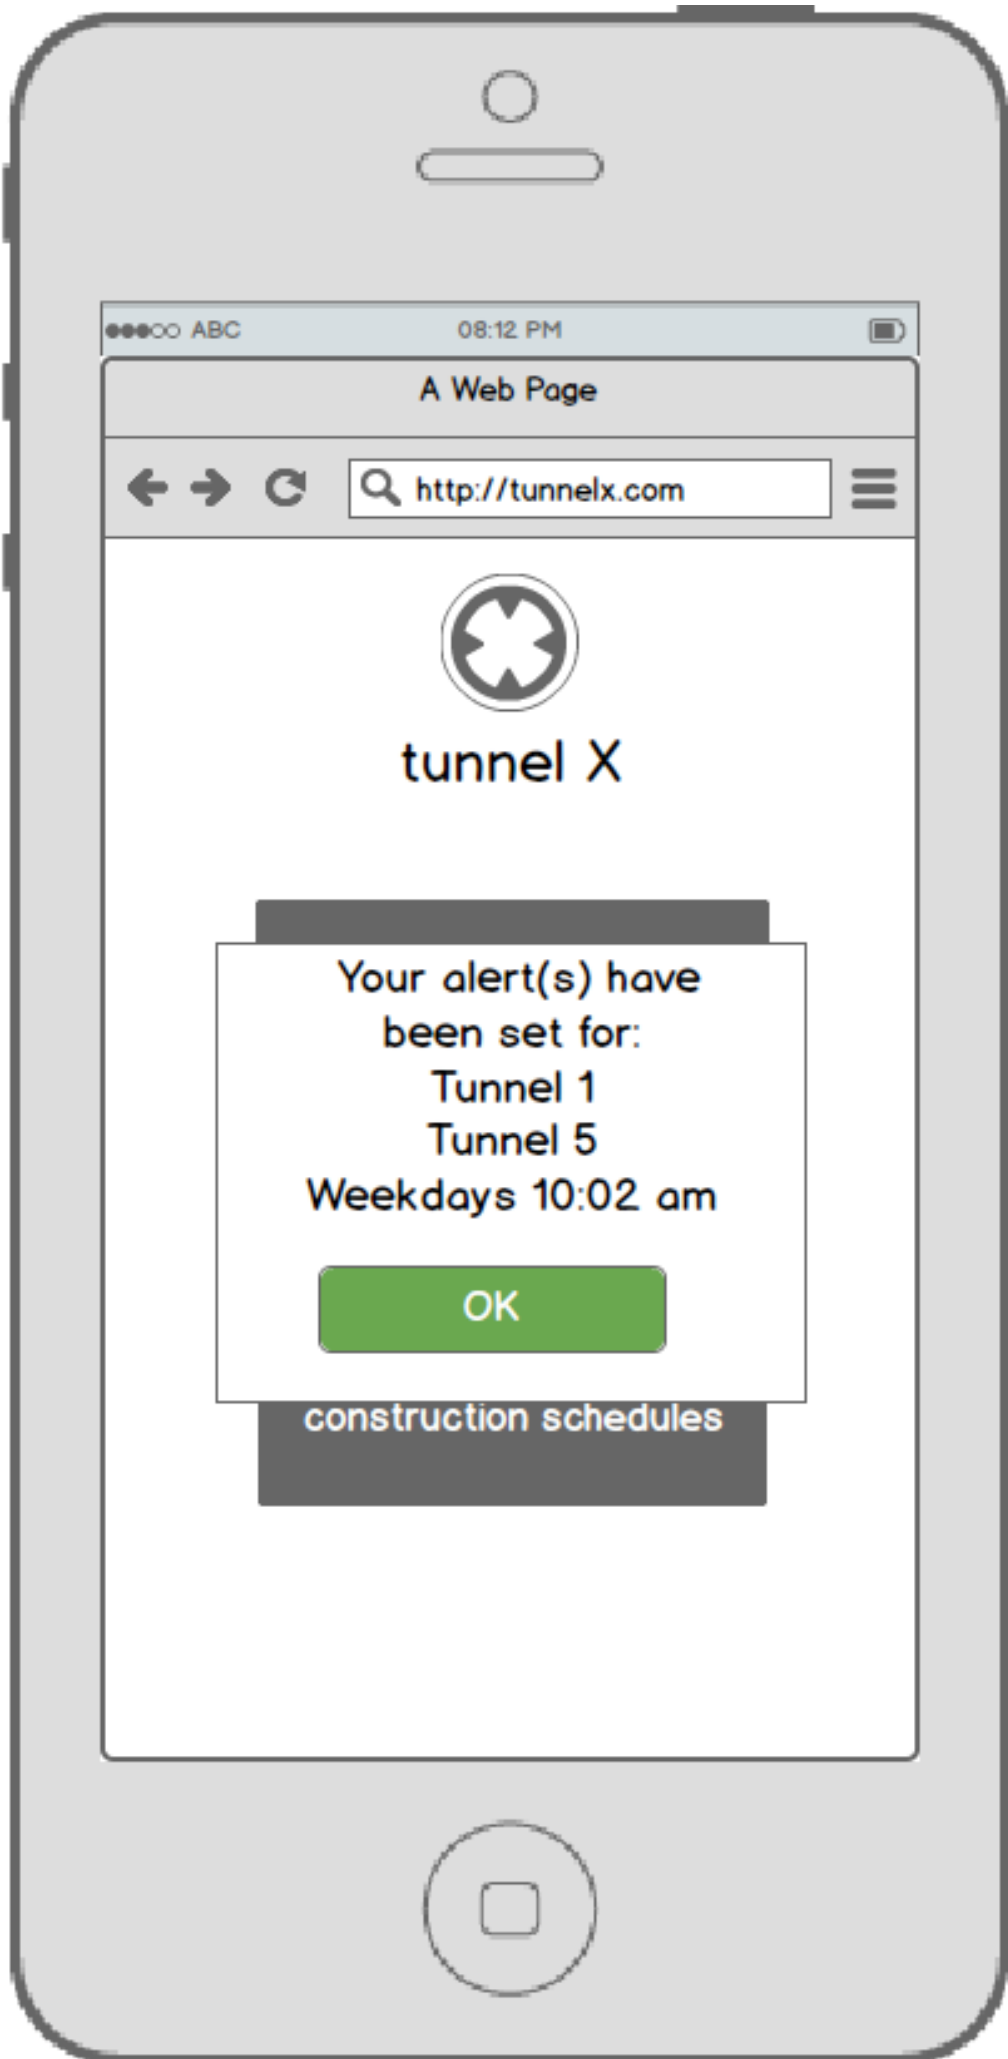 ABC 08:12 PM
A Web Page
http://tunnelx.com
tunnel X
Your alert(s) have
been set for:
Tunnel 1
Tunnel 5
Weekdays 10:02 am
OK
construction schedules